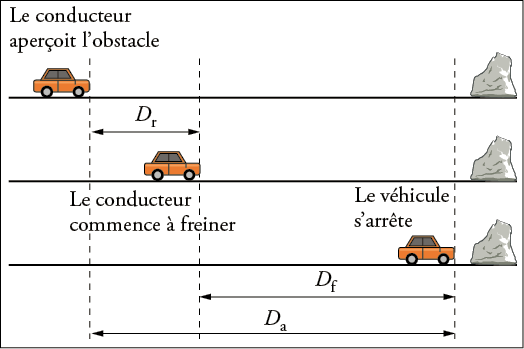 Le conducteur
aperçoit l'obstacle
Dr
Le conducteur
commence à freiner
Le véhicule
s'arrête
Df
Da